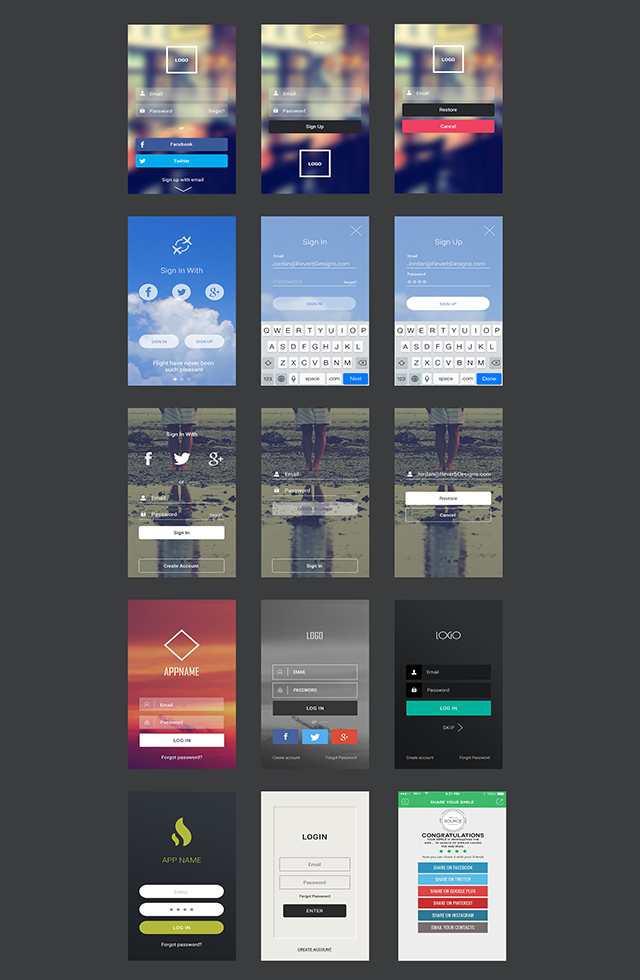 LOGO
Email
Password forgot?
or
Facebook
Twitter
Sign up with email
Sign In
Email
Password
Sign Up
LOGO
LOGO
Email
Restore
Cancel
Sign In With
SIGN IN SIGN UP
Flight have never been
such pleasant
Sign In
Email
Jordan@ReverbDesigns.com
Password forgot?
SIGN IN
Q W E R T Y U I O P
A S D F G H J K L
Z X C V B N M
123 space .com Next
Sign Up
Email
Jordan@ReverbDesigns.com
Password
SIGN UP
Q W E R T Y U I O P
A S D F G H J K L
Z X C V B N M
123 space .com Done
Sign In With
or
Email
Password
Sign In
Create Account
Email
Password
Create Account
Sign In
Jordan@ReverbDesigns.com
Restore
Cancel
APPNAME
Email
Password
LOG IN
Forgot password?
LOGO
EMAIL
PASSWORD
LOG IN
or
Create account Forgot Password
LOGO
Email
Password
LOG IN
SKIP
Create account Forgot Password
APP NAME
EMAIL
LOG IN
Forgot password?
LOGIN
Email
Password
Forgot Password
ENTER
CREATE ACCOUNT
SHARE YOUR SMILE
SOURCE
CONGRATULATIONS
Now you can share it with your friends
SHARE ON FACEBOOK
SHARE ON TWITTER
SHARE ON GOOGLE PLUS
SHARE ON PINTEREST
SHARE ON INSTAGRAM
EMAIL YOUR CONTACTS